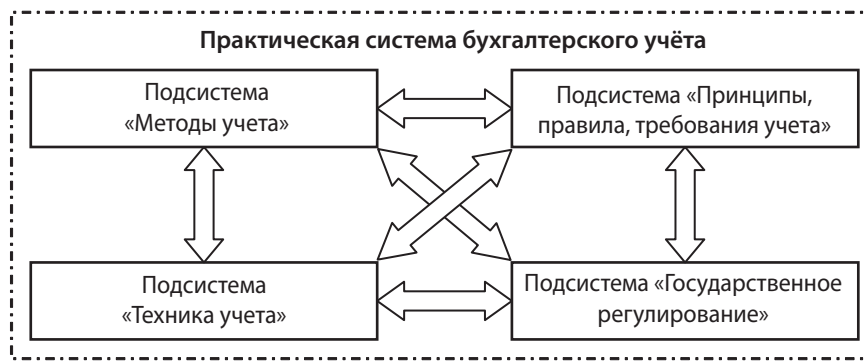 Практическая система бухгалтерского учёта
Подсистема
«Методы учета»
Подсистема «Принципы,
правила, требования учета»
Подсистема
«Техника учета»
Подсистема «Государственное
регулирование»